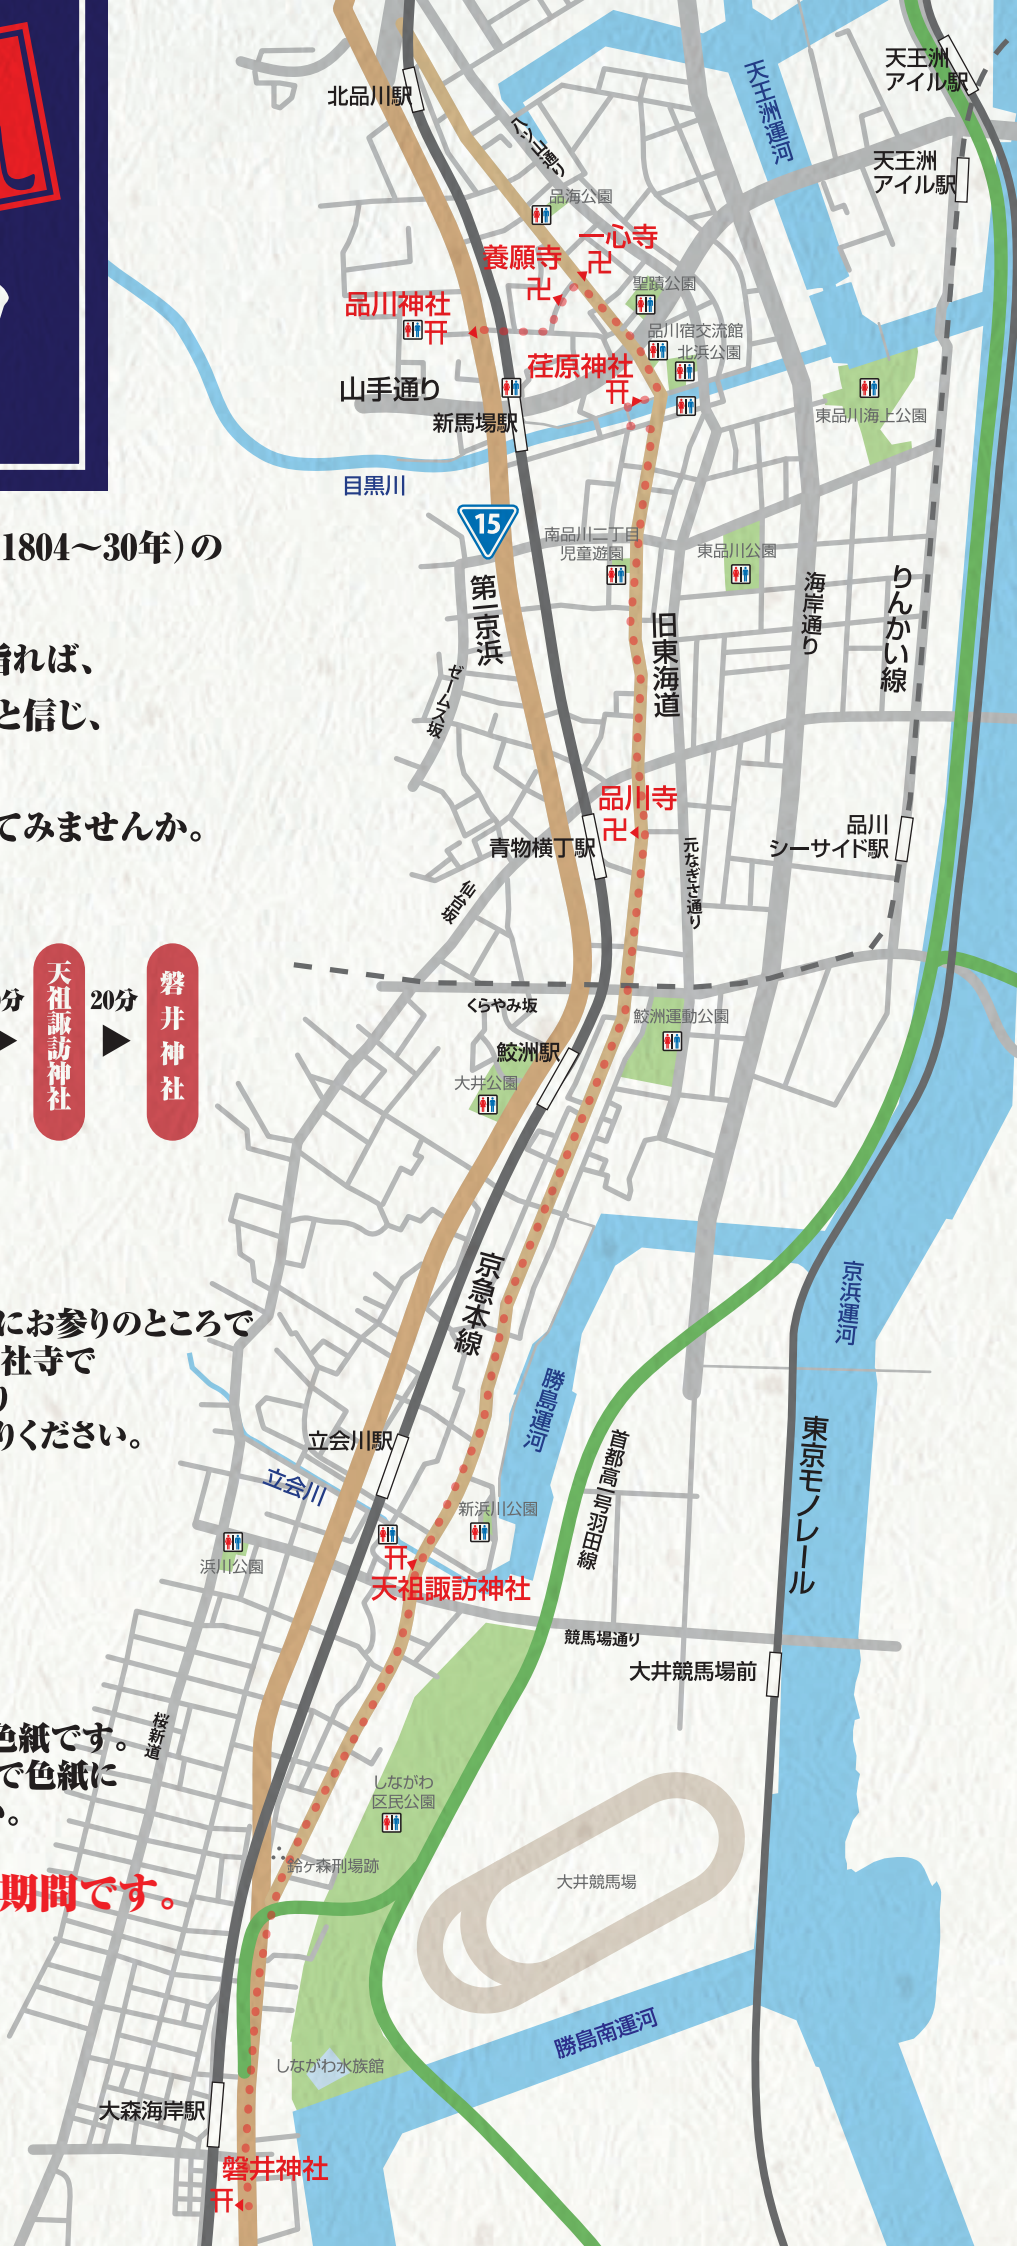 北品川駅
天王洲
アイル駅
天王洲運河
八ツ山通り
天王洲
アイル駅
品海公園
一心寺
養願寺
聖蹟公園
品川神社
品川宿交流館
北浜公園
荏原神社
山手通り
新馬場駅
東品川海上公園
目黒川
15
1804〜30年)の
南品川二丁目
児童遊園
東品川公園
第一京浜
海岸通り
りんかい線
旧東海道
れば、
ゼームス坂
と信じ、
品川寺
てみませんか。
青物横丁駅
品川
シーサイド駅
元なぎさ通り
仙台坂
天祖諏訪神社
20分
磐井神社
くらやみ坂
鮫洲運動公園
鮫洲駅
大井公園
京急本線
京浜運河
にお参りのところで
社寺で
りください。
勝島運河
立会川駅
首都高一号羽田線
東京モノレール
立会川
新浜川公園
浜川公園
天祖諏訪神社
競馬場通り
大井競馬場前
桜新道
色紙です。
で色紙に
い。
しながわ
区民公園
鈴ヶ森刑場跡
大井競馬場
期間です。
勝島南運河
しながわ水族館
大森海岸駅
磐井神社